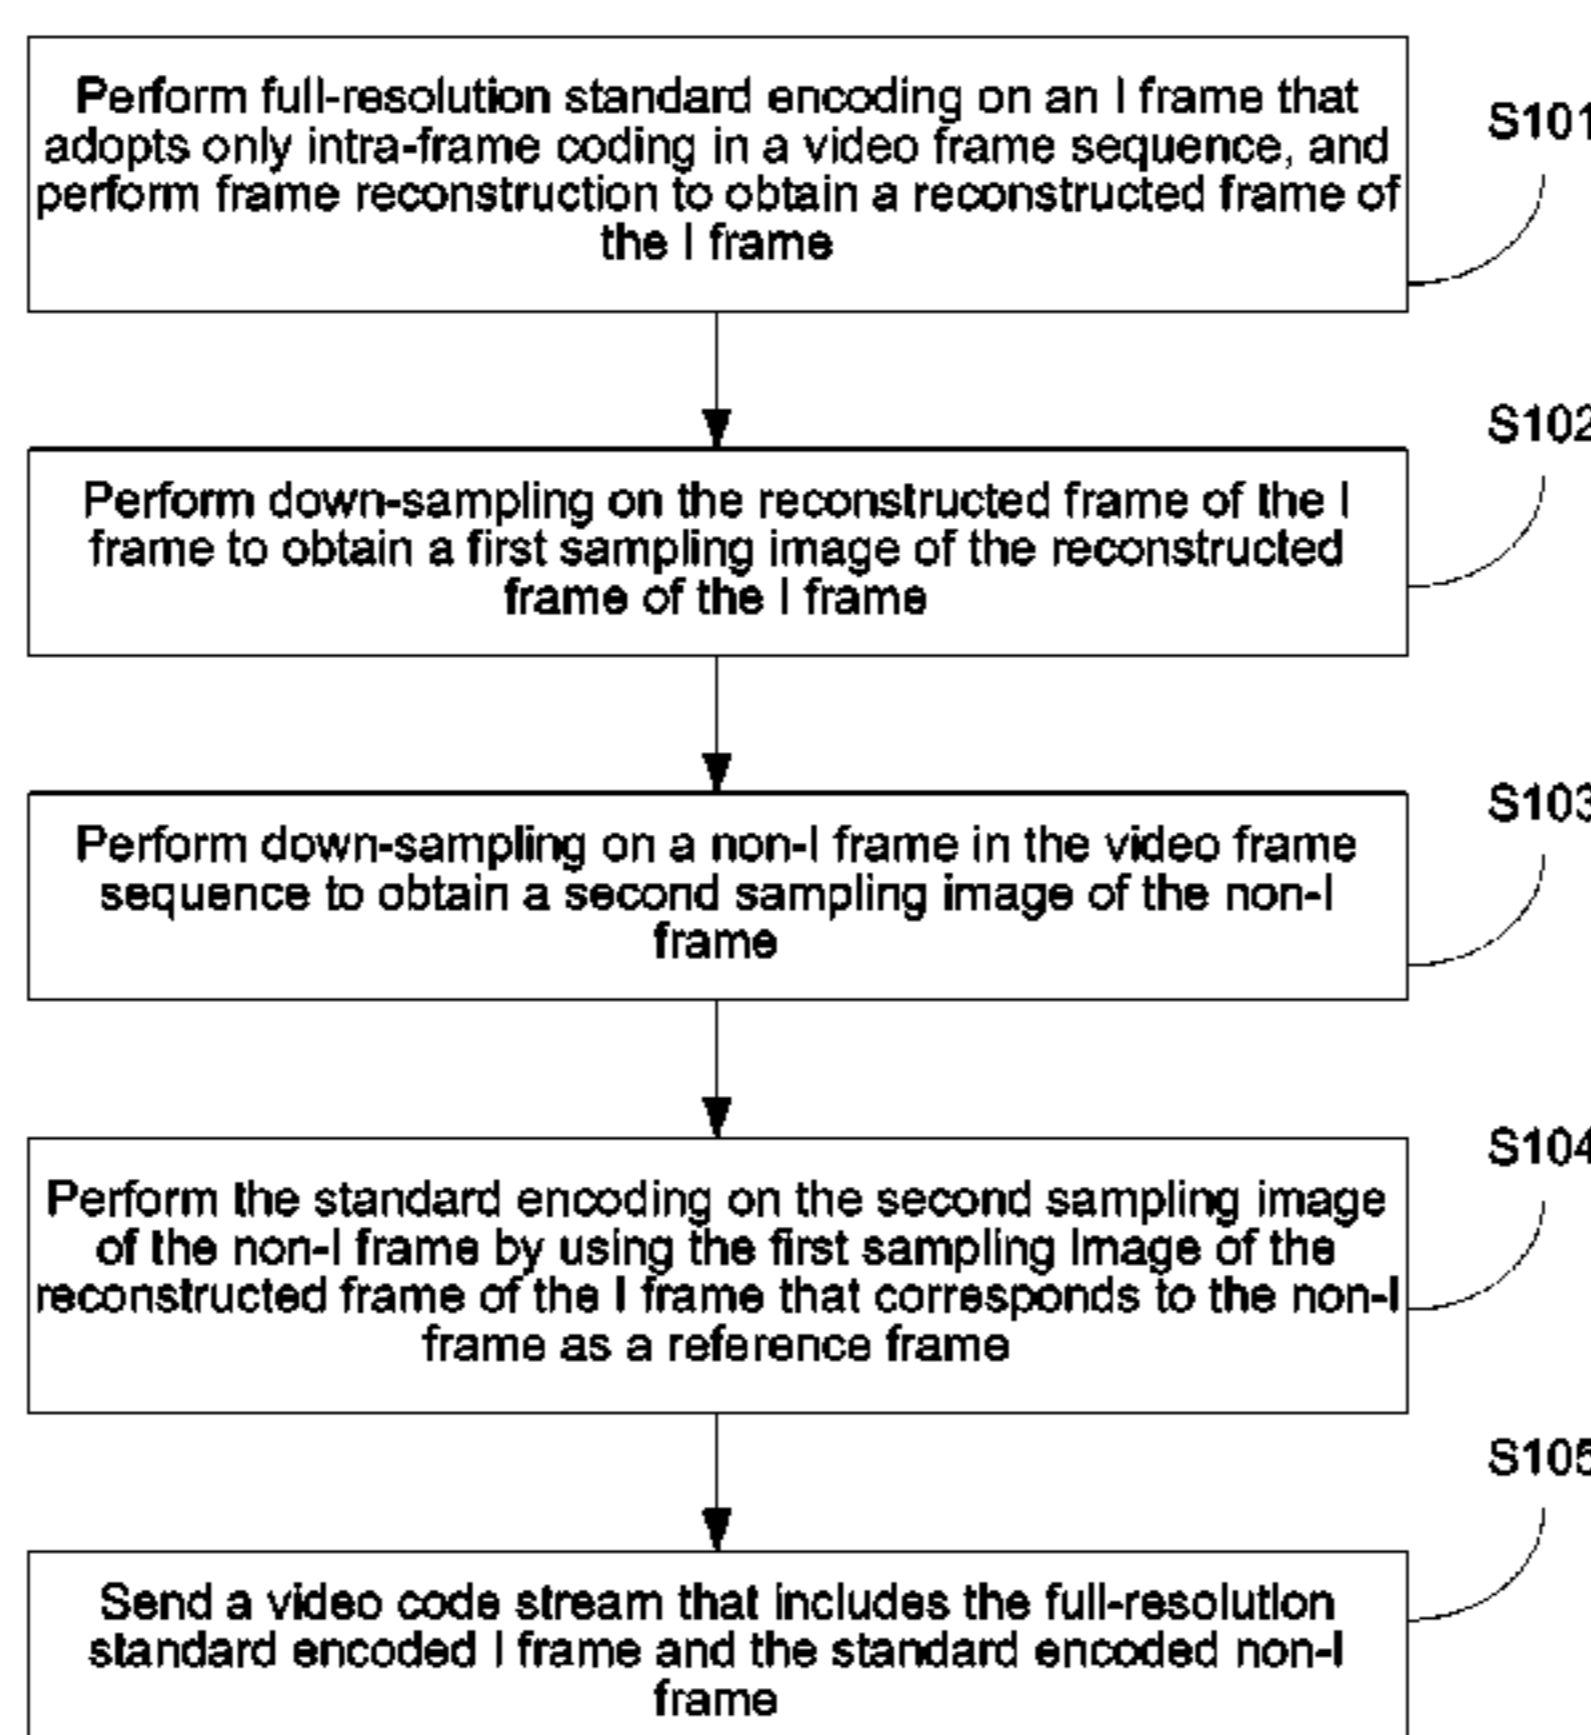 Perform full-resolution standard encoding on an I frame that
adopts only intra-frame coding in a video frame sequence, and
perform frame reconstruction to obtain a reconstructed frame of
the I frame
S101
Perform down-sampling on the reconstructed frame of the I
frame to obtain a first sampling image of the reconstructed
frame of the I frame
S102
Perform down-sampling on a non-I frame in the video frame
sequence to obtain a second sampling image of the non-I
frame
S103
Perform the standard encoding on the second sampling image
of the non-I frame by using the first sampling image of the
reconstructed frame of the I frame that corresponds to the non-I
frame as a reference frame
S104
Send a video code stream that includes the full-resolution
standard encoded I frame and the standard encoded non-I
frame
S105